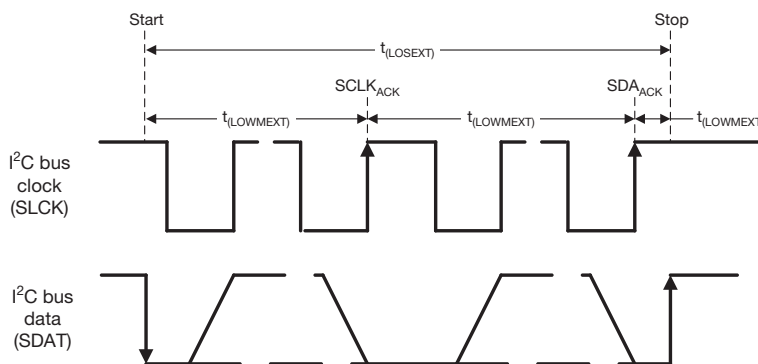 Start Stop
t(LOSEXT)
SCLKACK SDAACK
t(LOWMEXT) t(LOWMEXT) t(LOWMEXT)
I2C bus
clock
(SLCK)
I2C bus
data
(SDAT)